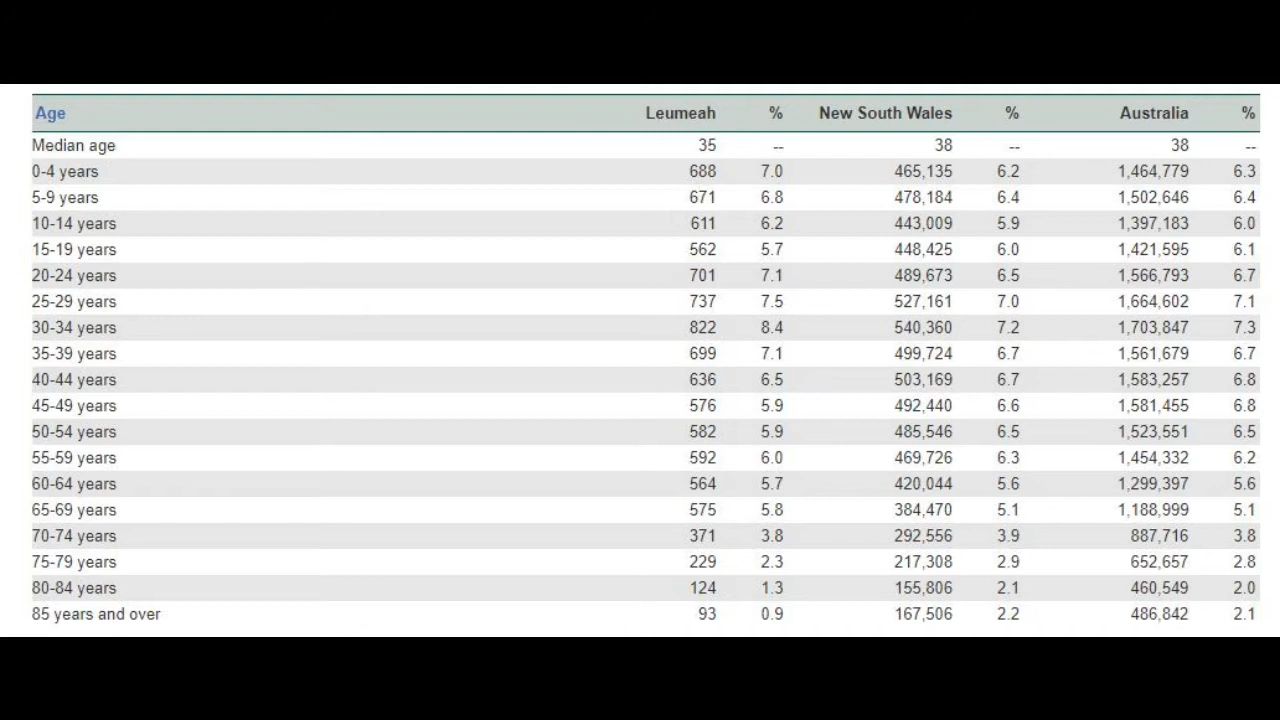 Age Leumeah % New South Wales % Australia %
Median age 35 -- 38 -- 38 --
0-4 years 688 7.0 465,135 6.2 1,464,779 6.3
5-9 years 671 6.8 478,184 6.4 1,502,646 6.4
10-14 years 611 6.2 443,009 5.9 1,397,183 6.0
15-19 years 562 5.7 448,425 6.0 1,421,595 6.1
20-24 years 701 7.1 489,673 6.5 1,566,793 6.7
25-29 years 737 7.5 527,161 7.0 1,664,602 7.1
30-34 years 822 8.4 540,360 7.2 1,703,847 7.3
35-39 years 699 7.1 499,724 6.7 1,561,679 6.7
40-44 years 636 6.5 503,169 6.7 1,583,257 6.8
45-49 years 576 5.9 492,440 6.6 1,581,455 6.8
50-54 years 582 5.9 485,546 6.5 1,523,551 6.5
55-59 years 592 6.0 469,726 6.3 1,454,332 6.2
60-64 years 564 5.7 420,044 5.6 1,299,397 5.6
65-69 years 575 5.8 384,470 5.1 1,188,999 5.1
70-74 years 371 3.8 292,556 3.9 887,716 3.8
75-79 years 229 2.3 217,308 2.9 652,657 2.8
80-84 years 124 1.3 155,806 2.1 460,549 2.0
85 years and over 93 0.9 167,506 2.2 486,842 2.1